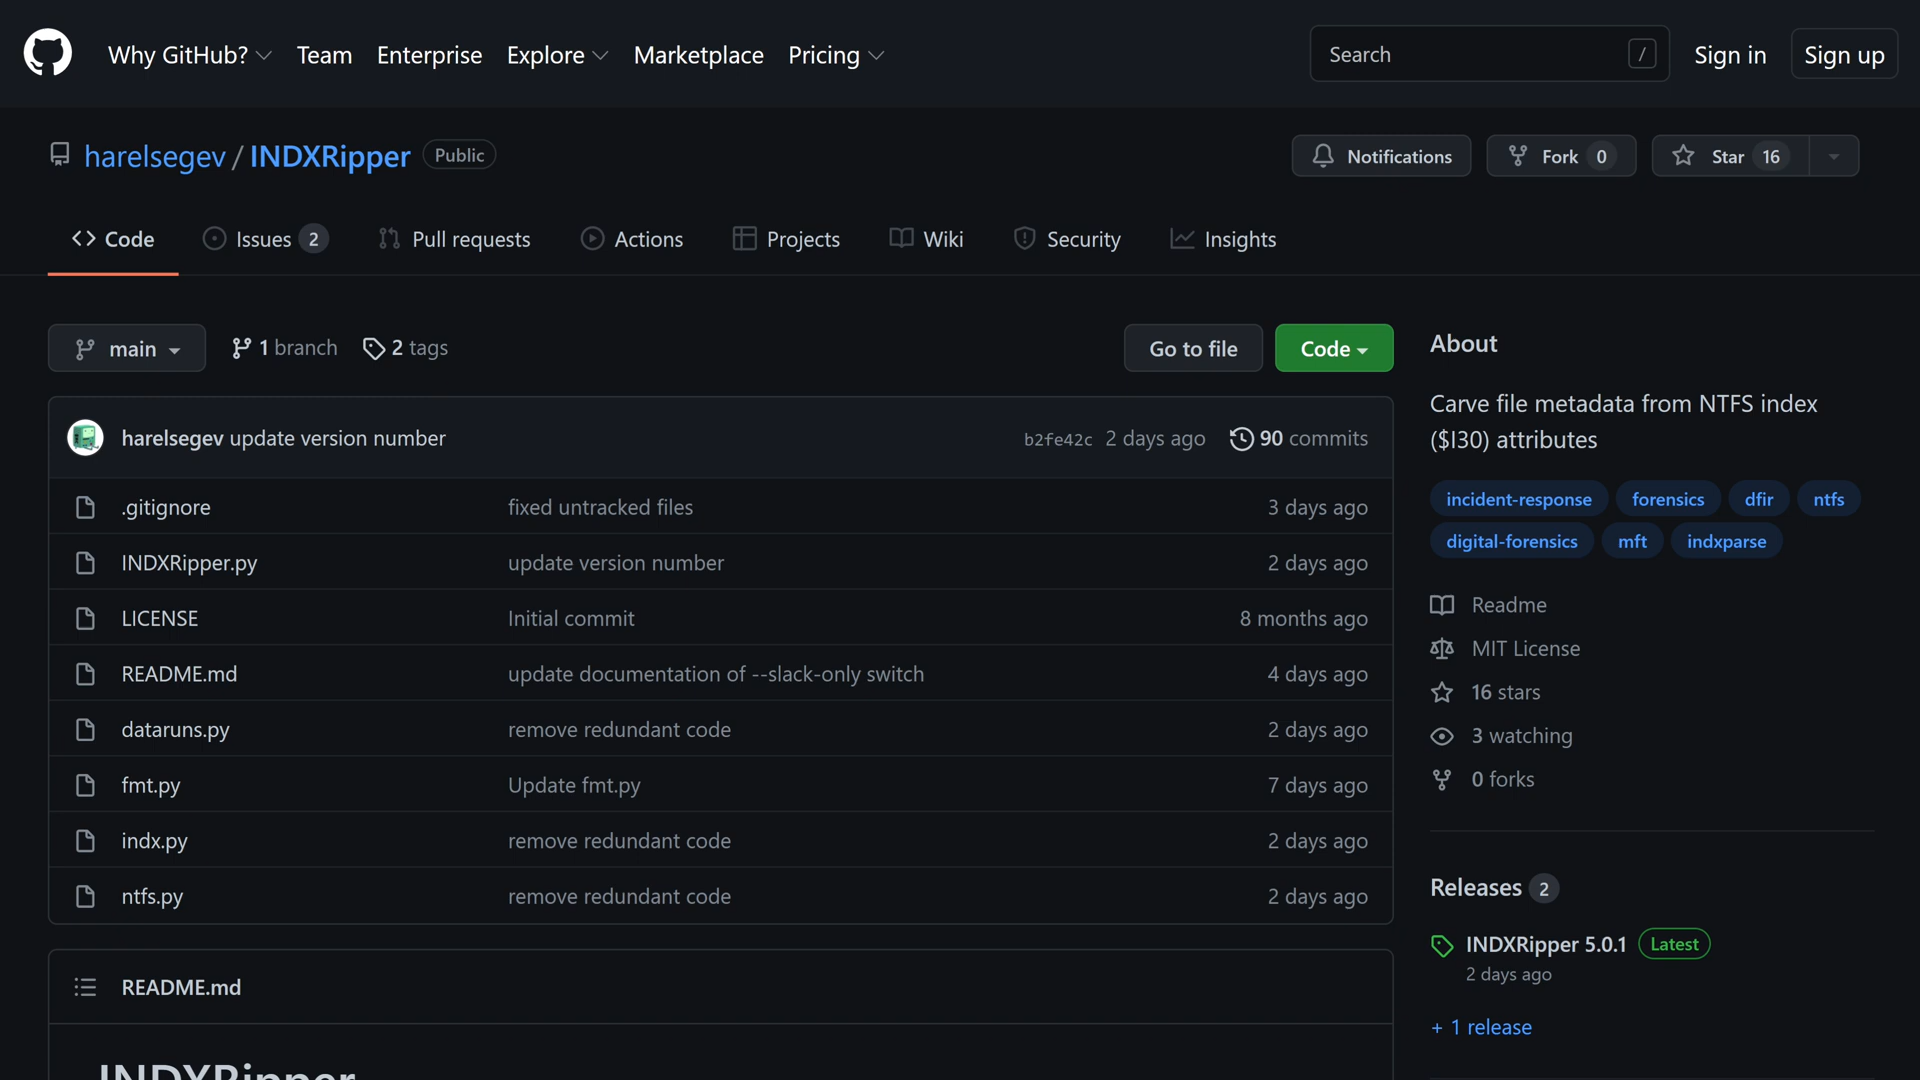 Why GitHub? Team Enterprise Explore Marketplace Pricing Search / Sign in Sign up
harelsegev / INDXRipper Public Notifications Fork 0 Star 16
Code Issues 2 Pull requests Actions Projects Wiki Security Insights
main 1 branch 2 tags Go to file Code
harelsegev update version number b2fe42c 2 days ago 90 commits
.gitignore fixed untracked files 3 days ago
INDXRipper.py update version number 2 days ago
LICENSE Initial commit 8 months ago
README.md update documentation of --slack-only switch 4 days ago
dataruns.py remove redundant code 2 days ago
fmt.py Update fmt.py 7 days ago
indx.py remove redundant code 2 days ago
ntfs.py remove redundant code 2 days ago
README.md
INDXRipper
About
Carve file metadata from NTFS index
($I30) attributes
incident-response forensics dfir ntfs
digital-forensics mft indxparse
Readme
MIT License
16 stars
3 watching
0 forks
Releases 2
INDXRipper 5.0.1 Latest
2 days ago
+ 1 release